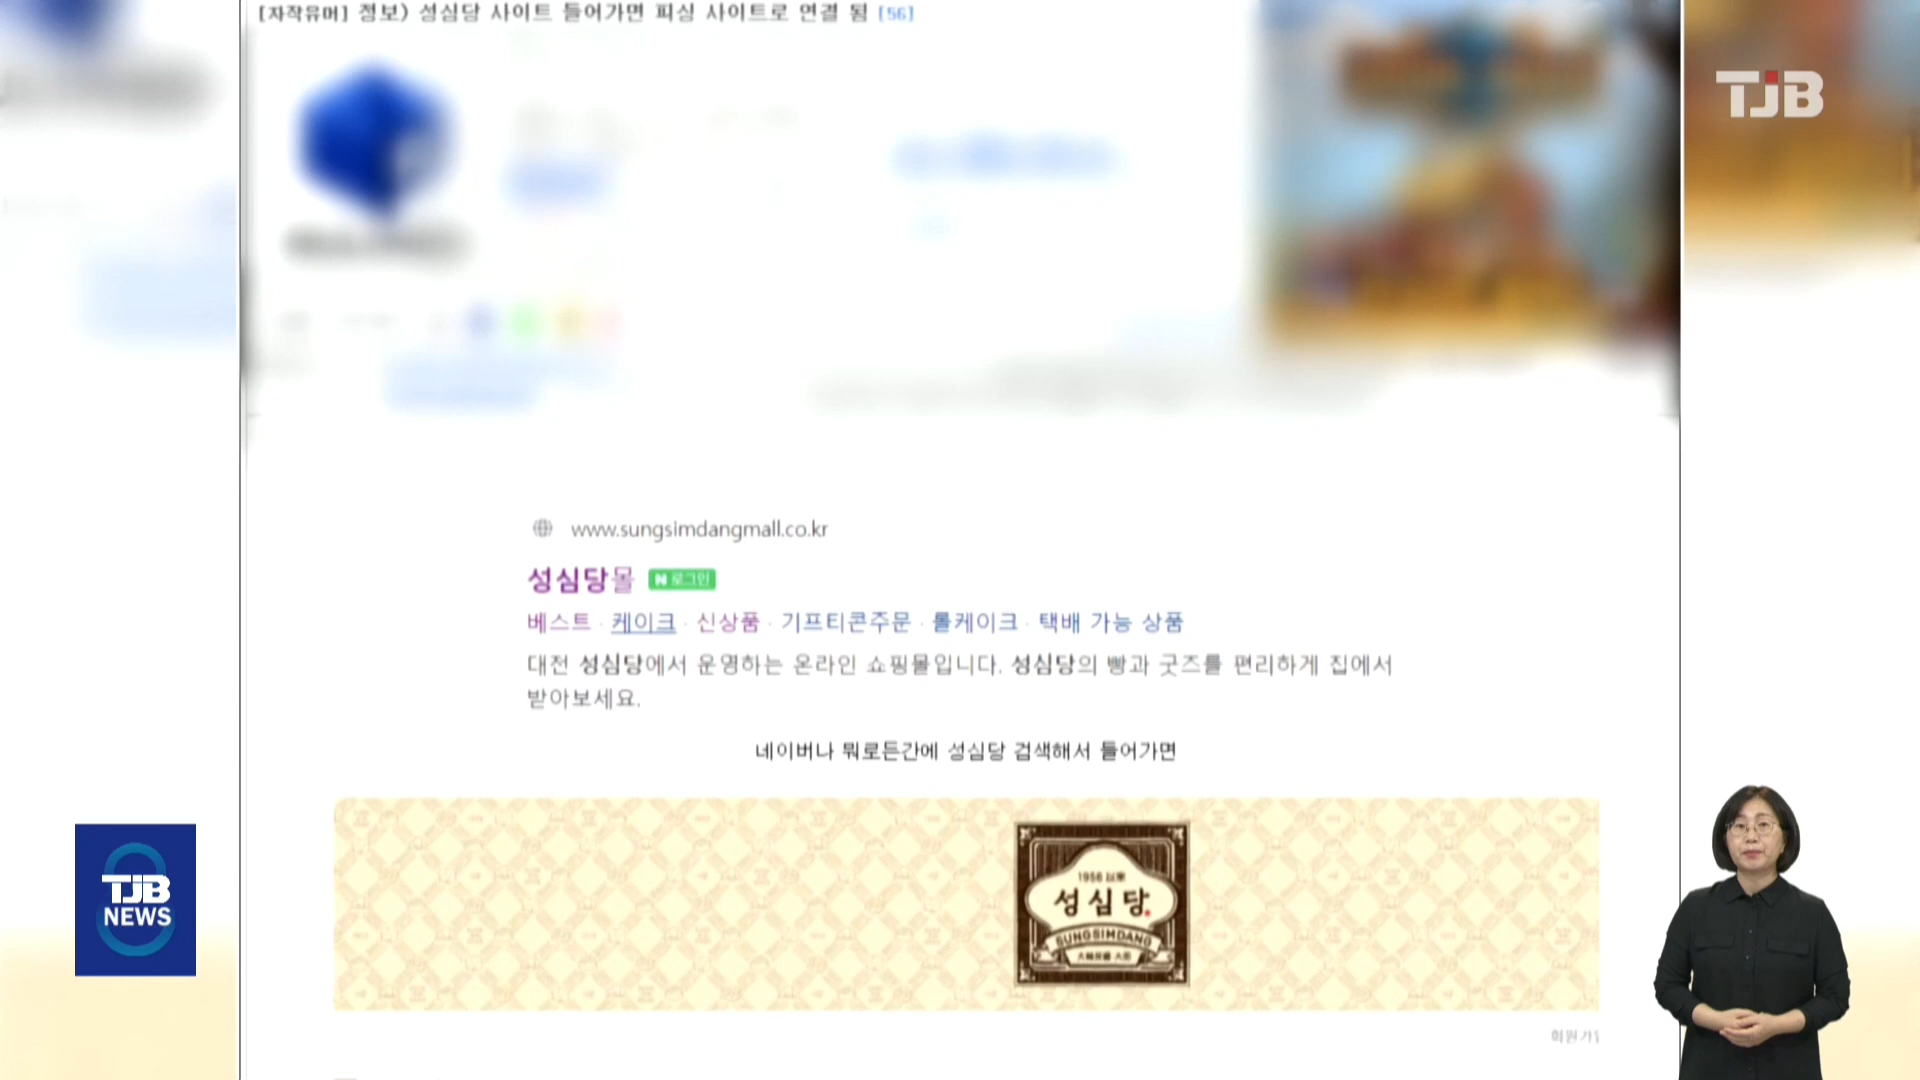 [자작유머] 정보) 성심당 사이트 들어가면 피싱 사이트로 연결 됨 [56]
TJB
www.sungsimdangmall.co.kr
성심당몰 N 로그인
베스트 · 케이크 · 신상품 · 기프티콘주문 · 롤케이크 · 택배 가능 상품
대전 성심당에서 운영하는 온라인 쇼핑몰입니다. 성심당의 빵과 굿즈를 편리하게 집에서
받아보세요.
네이버나 뭐로든간에 성심당 검색해서 들어가면
1956 以來
성심당
SUNGSIMDANG
TJB
NEWS
회원가입